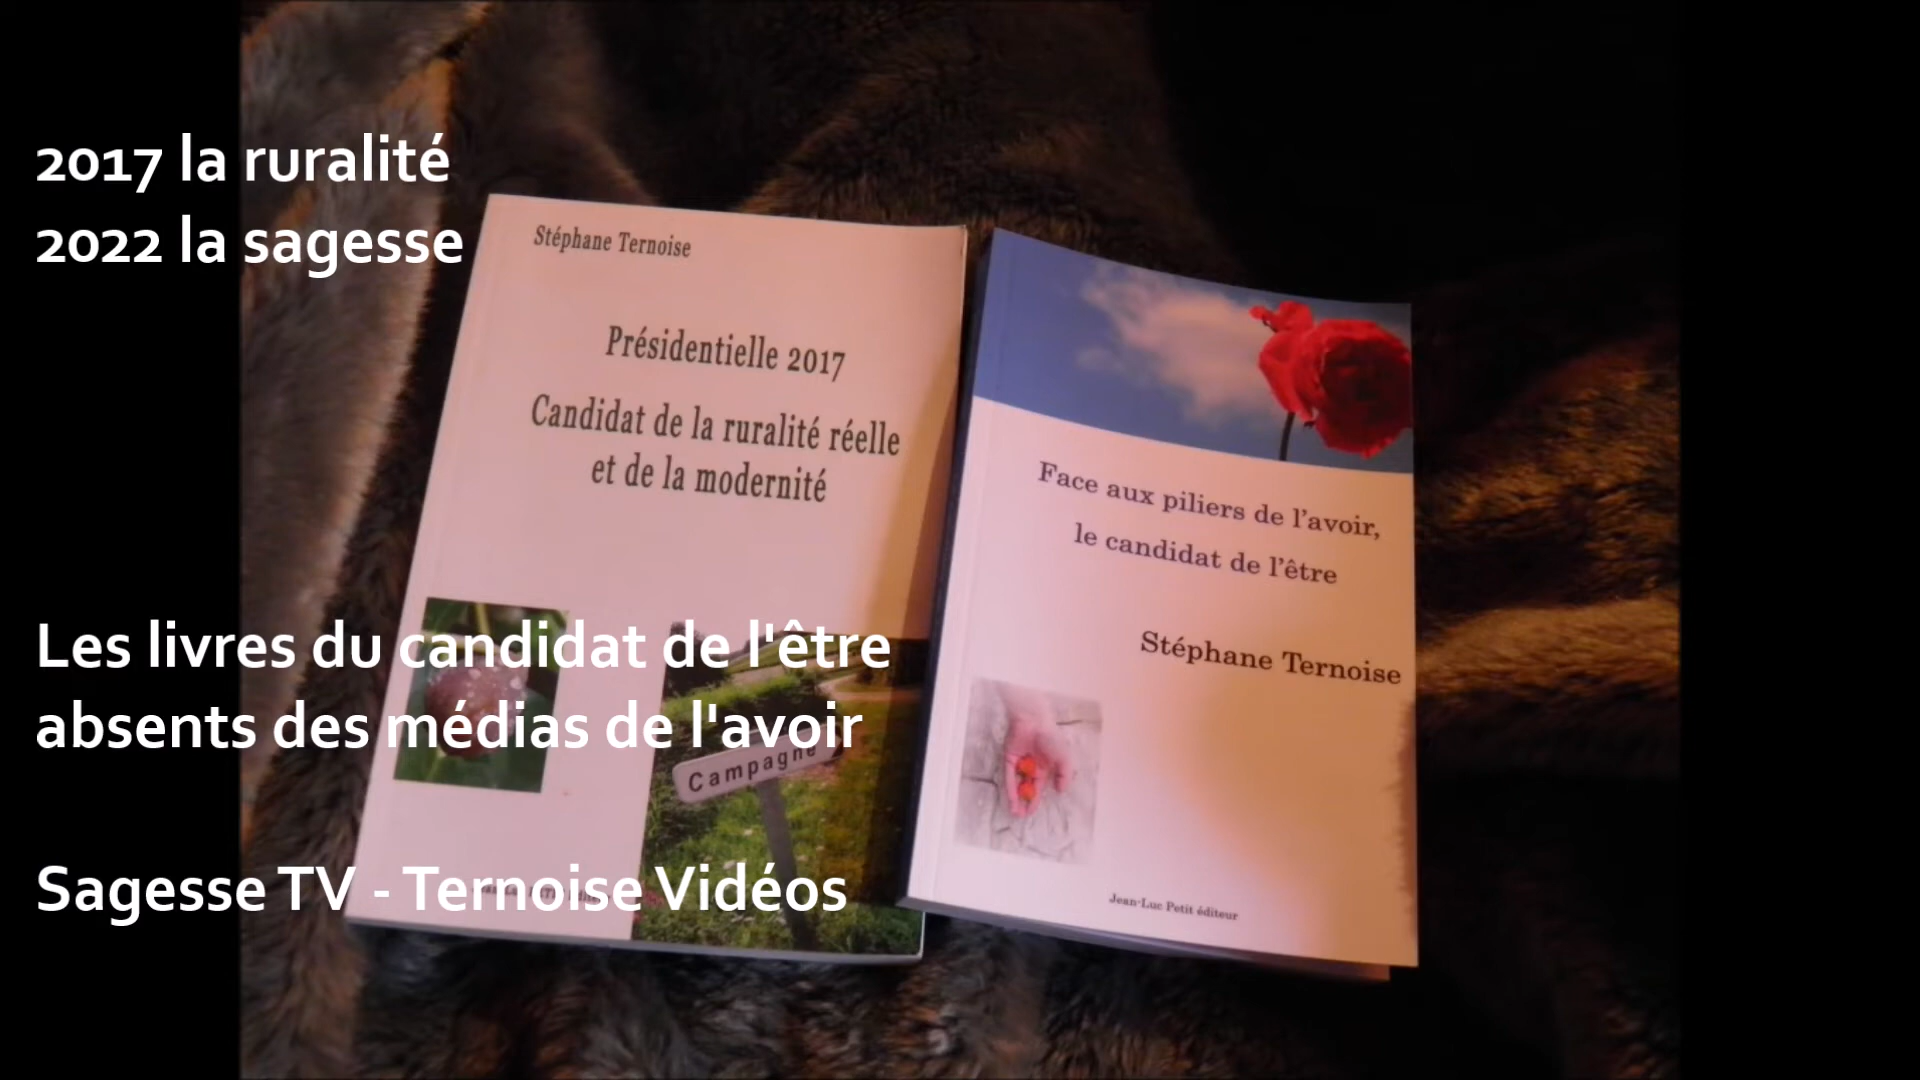 2017 la ruralité
2022 la sagesse
Stéphane Ternoise
Présidentielle 2017
Candidat de la ruralité réelle
et de la modernité
Campagne
Face aux piliers de l'avoir,
le candidat de l'être
Stéphane Ternoise
Jean-Luc Petit éditeur
Les livres du candidat de l'être
absents des médias de l'avoir
Sagesse TV - Ternoise Vidéos